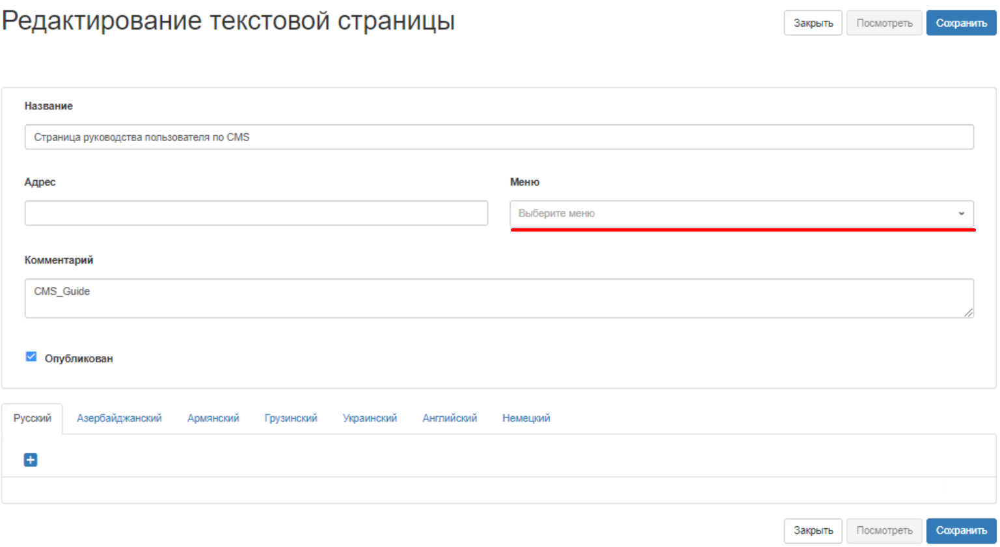 Редактирование текстовой страницы
Закрыть Посмотреть Сохранить
Название
Страница руководства пользователя по CMS
Адрес Меню
Выберите меню
Комментарий
CMS_Guide
Опубликован
Русский Азербайджанский Армянский Грузинский Украинский Английский Немецкий
Закрыть Посмотреть Сохранить